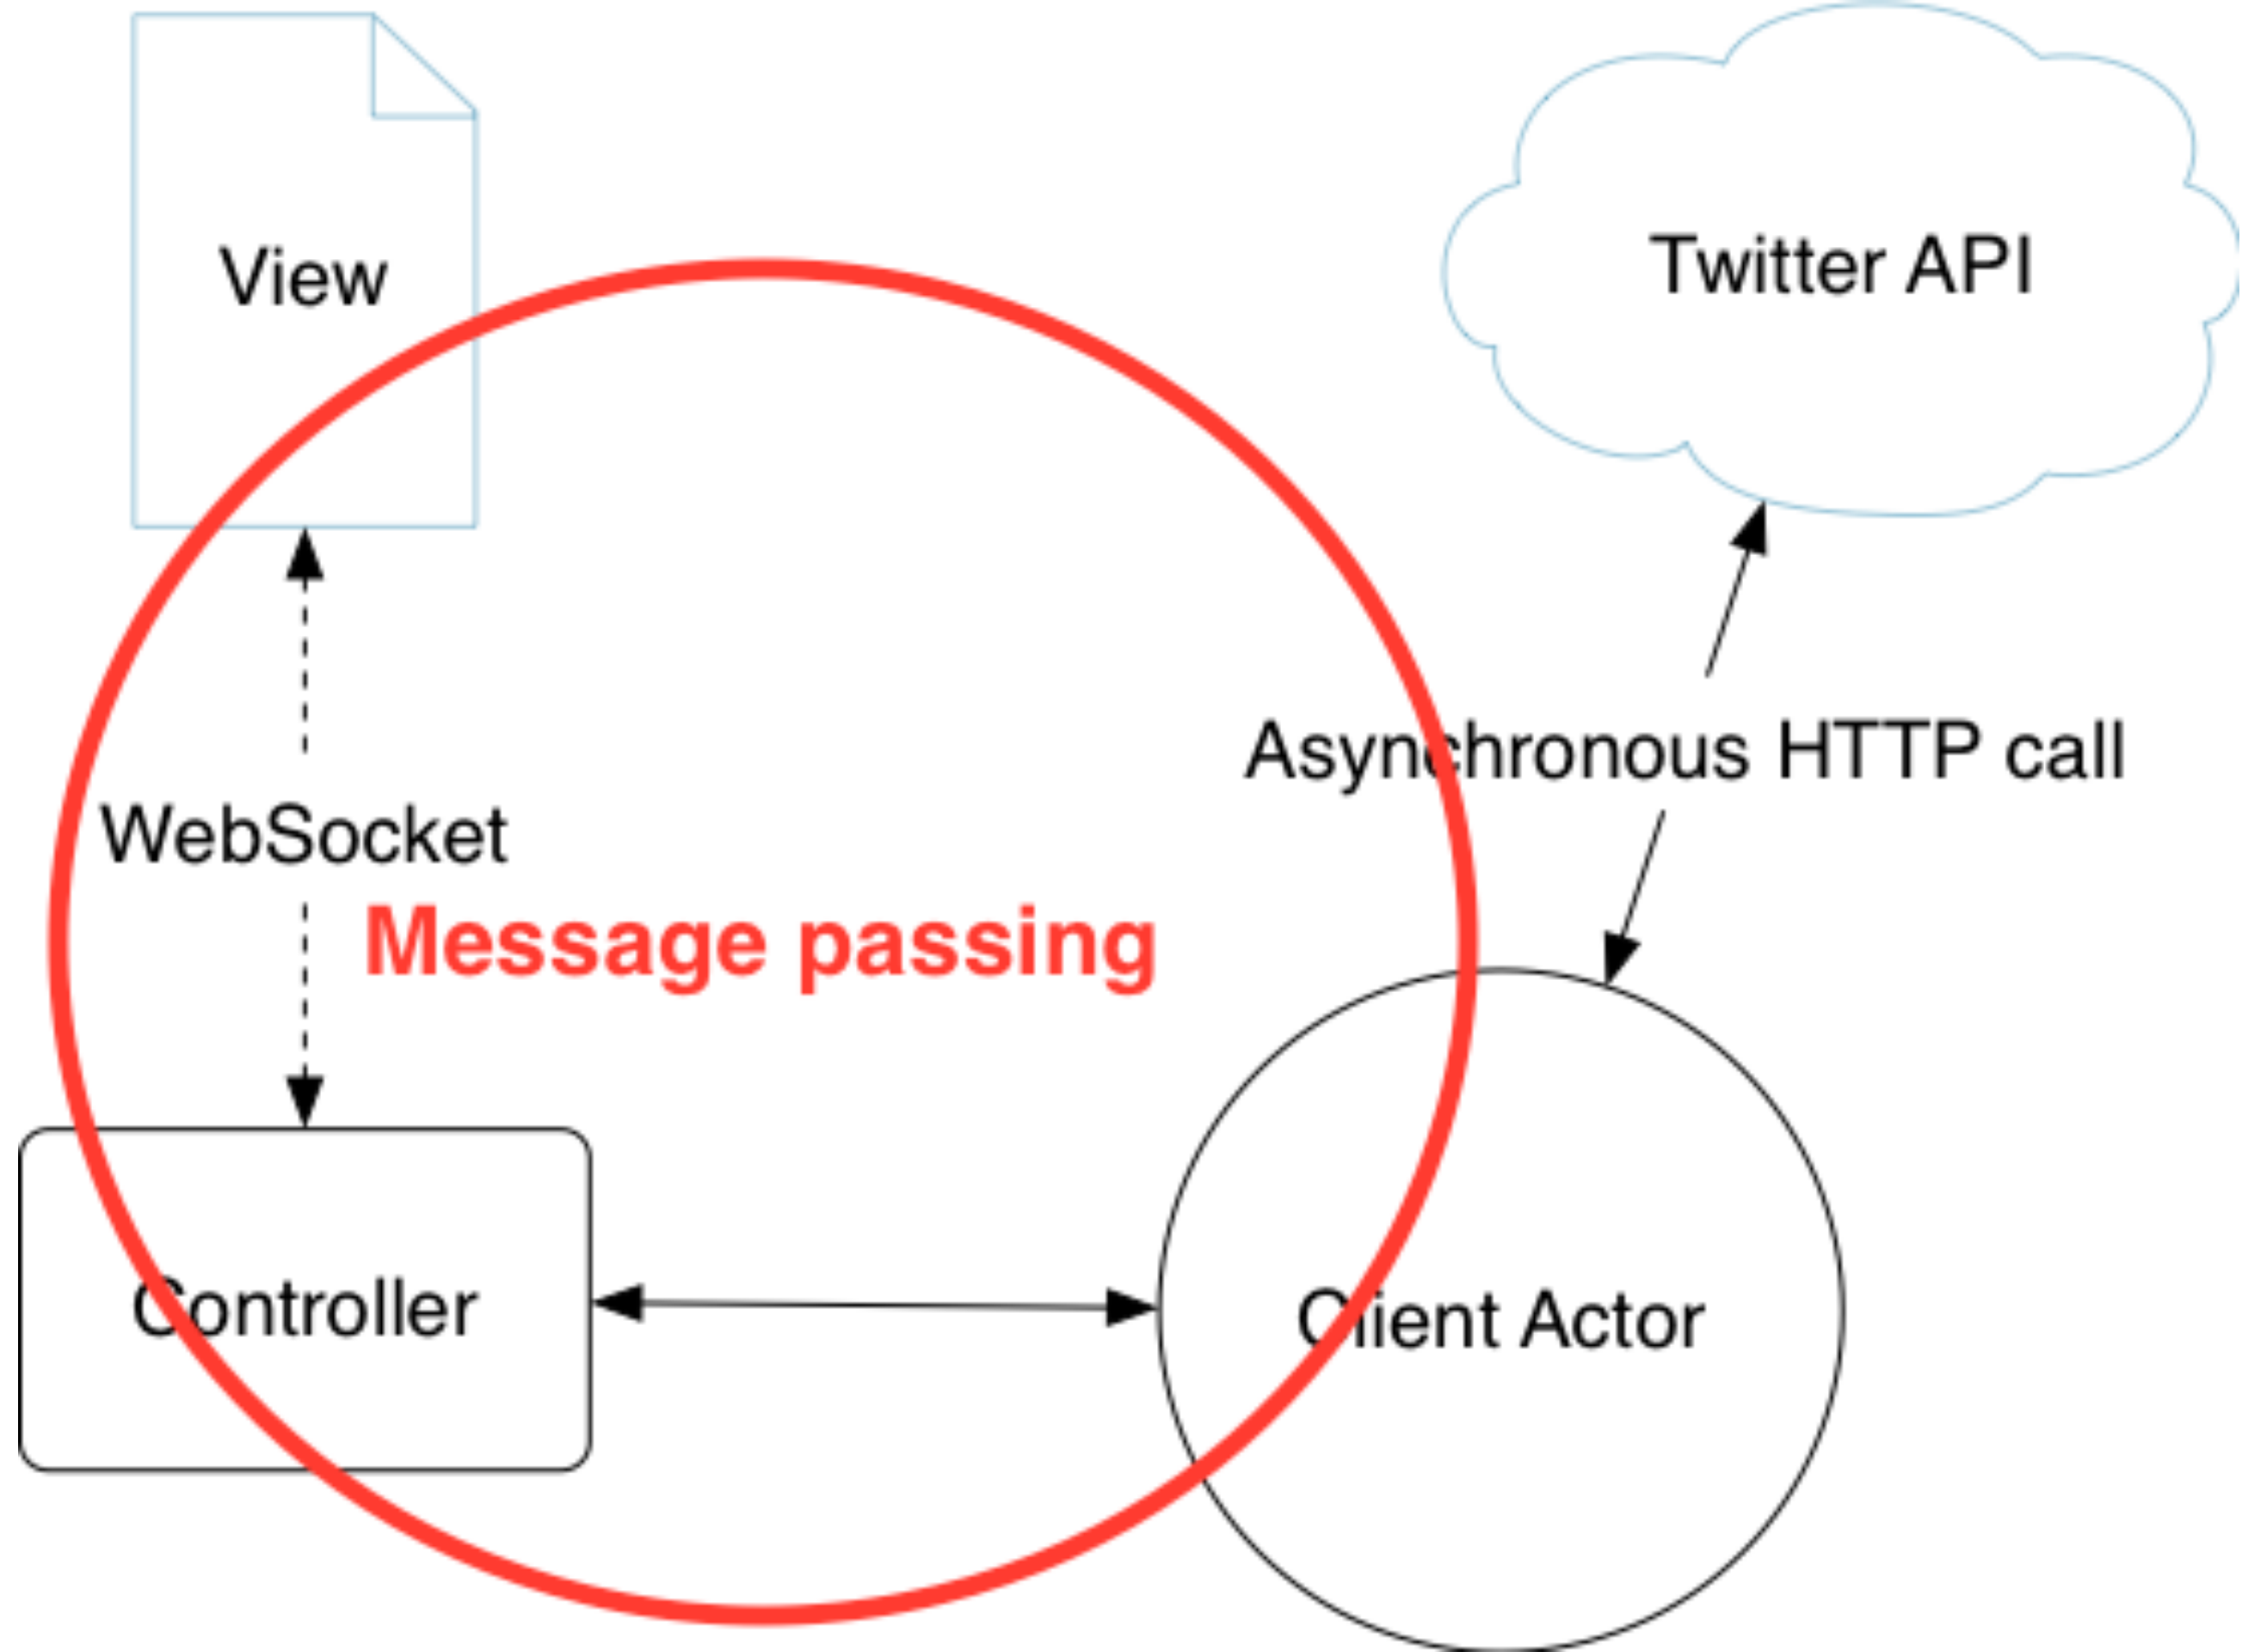 View
Twitter API
Asynchronous HTTP call
WebSocket
Message passing
Controller
Client Actor